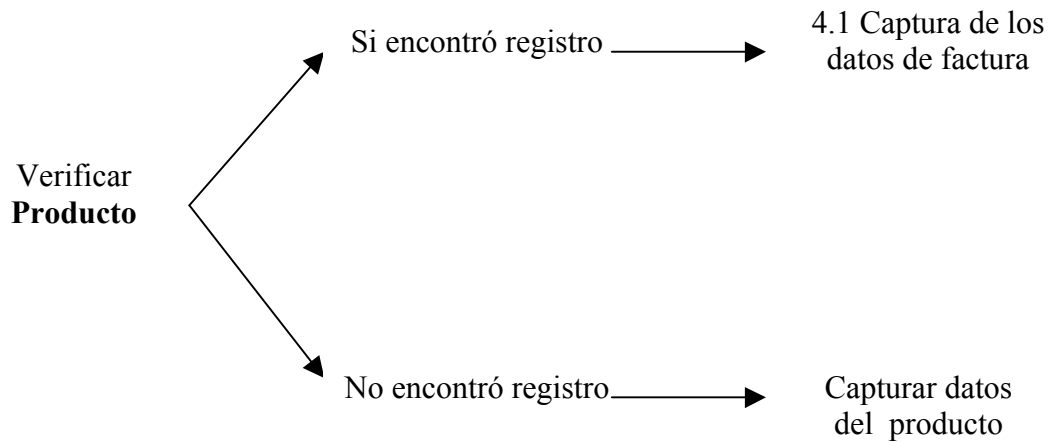 4.1 Captura de los
datos de factura
Si encontró registro
Verificar
Producto
No encontró registro
Capturar datos
del producto